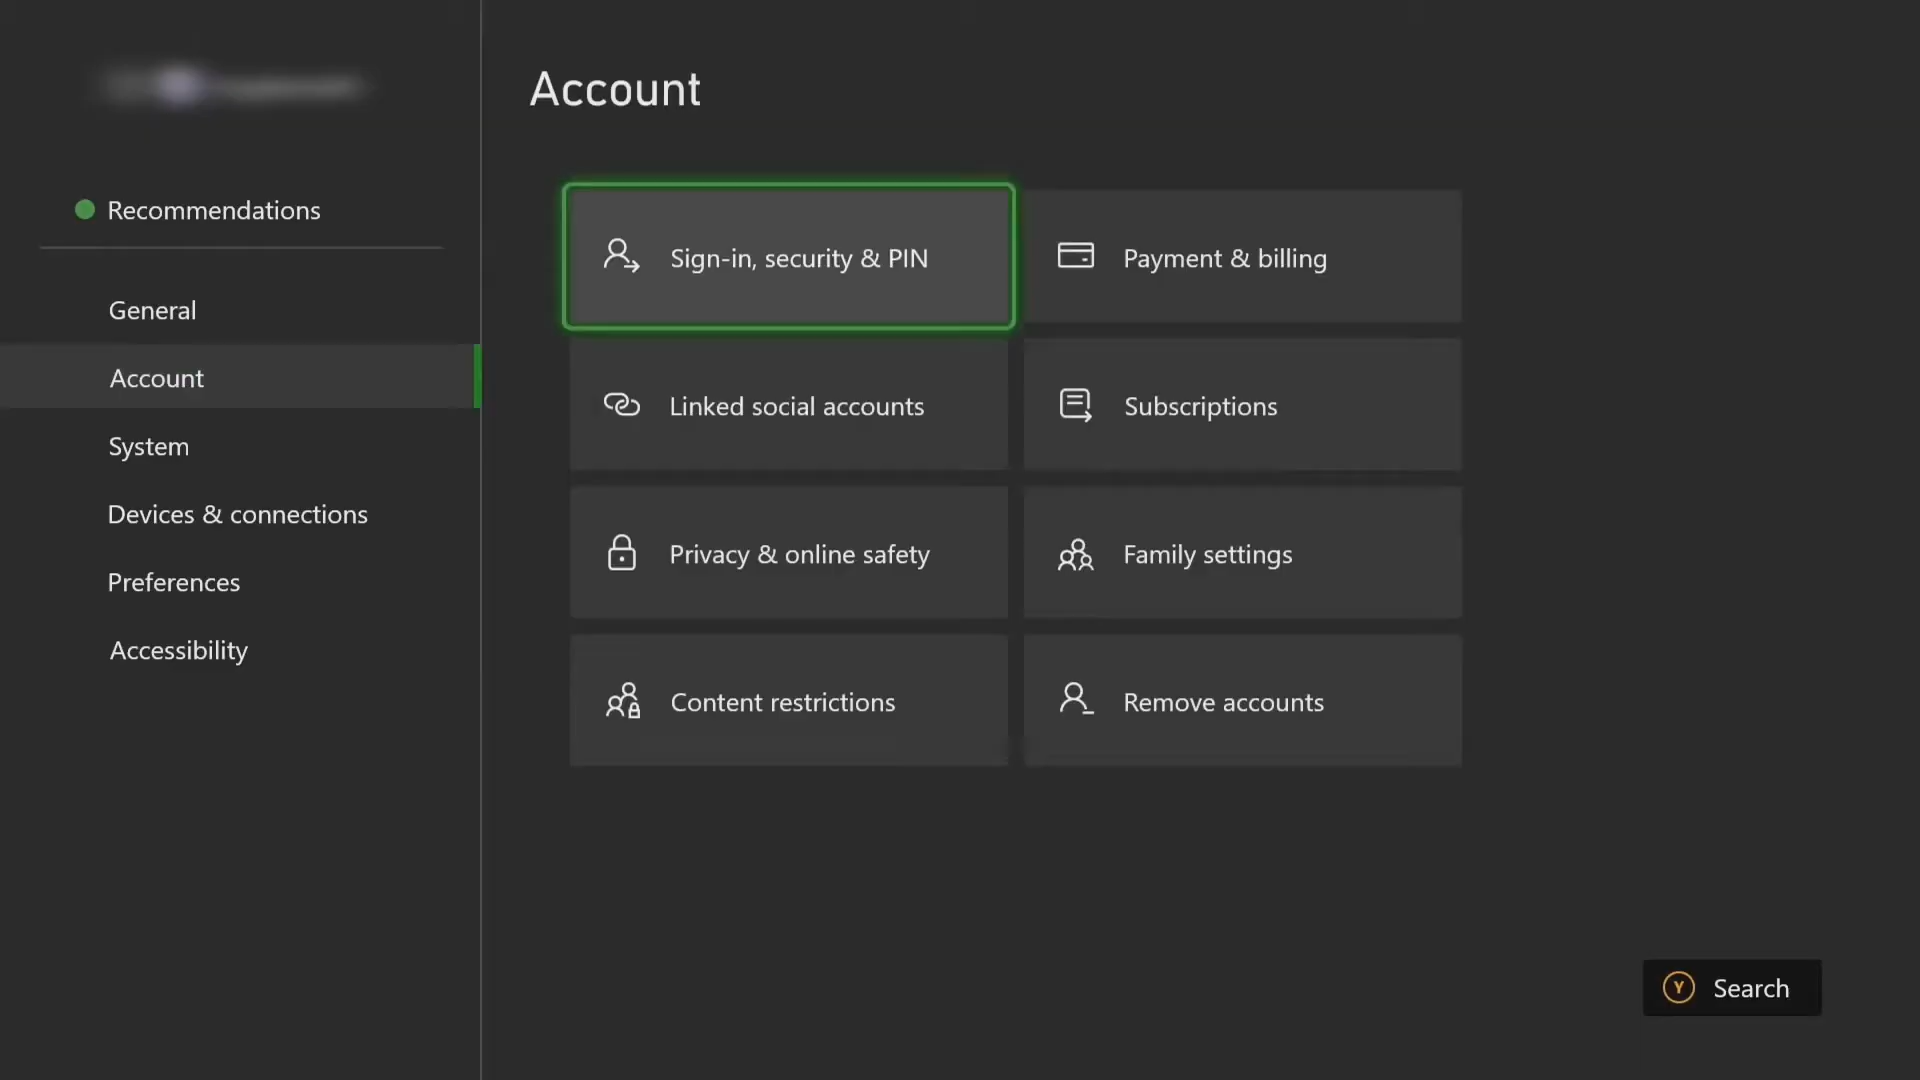 Account
Recommendations
General
Account
System
Devices & connections
Preferences
Accessibility
Sign-in, security & PIN
Payment & billing
Linked social accounts
Subscriptions
Privacy & online safety
Family settings
Content restrictions
Remove accounts
Y Search